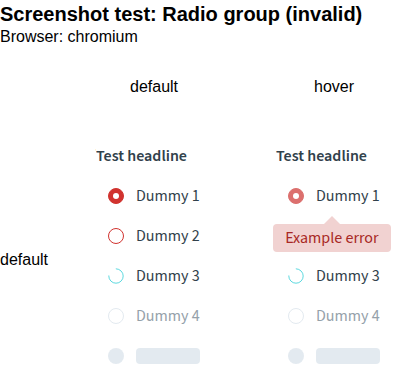 Screenshot test: Radio group (invalid)
Browser: chromium
default hover
Test headline Test headline
Dummy 1 Dummy 1
Dummy 2 Example error
default
Dummy 3 Dummy 3
Dummy 4 Dummy 4